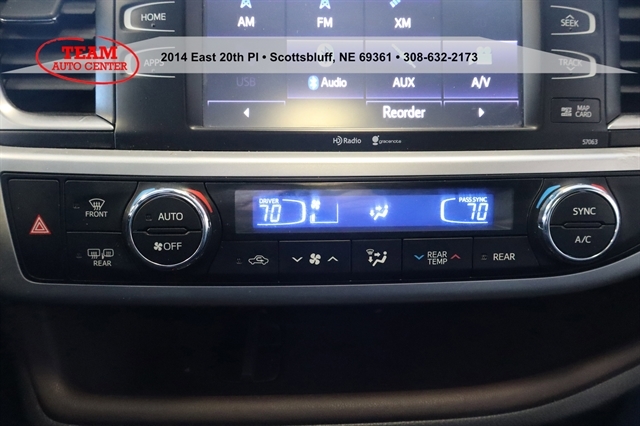 HOME
AM
FM
XM
SEEK
TEAM
AUTO CENTER
2014 East 20th Pl • Scottsbluff, NE 69361 • 308-632-2173
APPS
TRACK
USB
Audio
AUX
A/V
Reorder
MAP
CARD
HD Radio
gracenote
57063
FRONT
AUTO
OFF
REAR
DRIVER
70
PASS SYNC
70
SYNC
A/C
REAR
TEMP
REAR